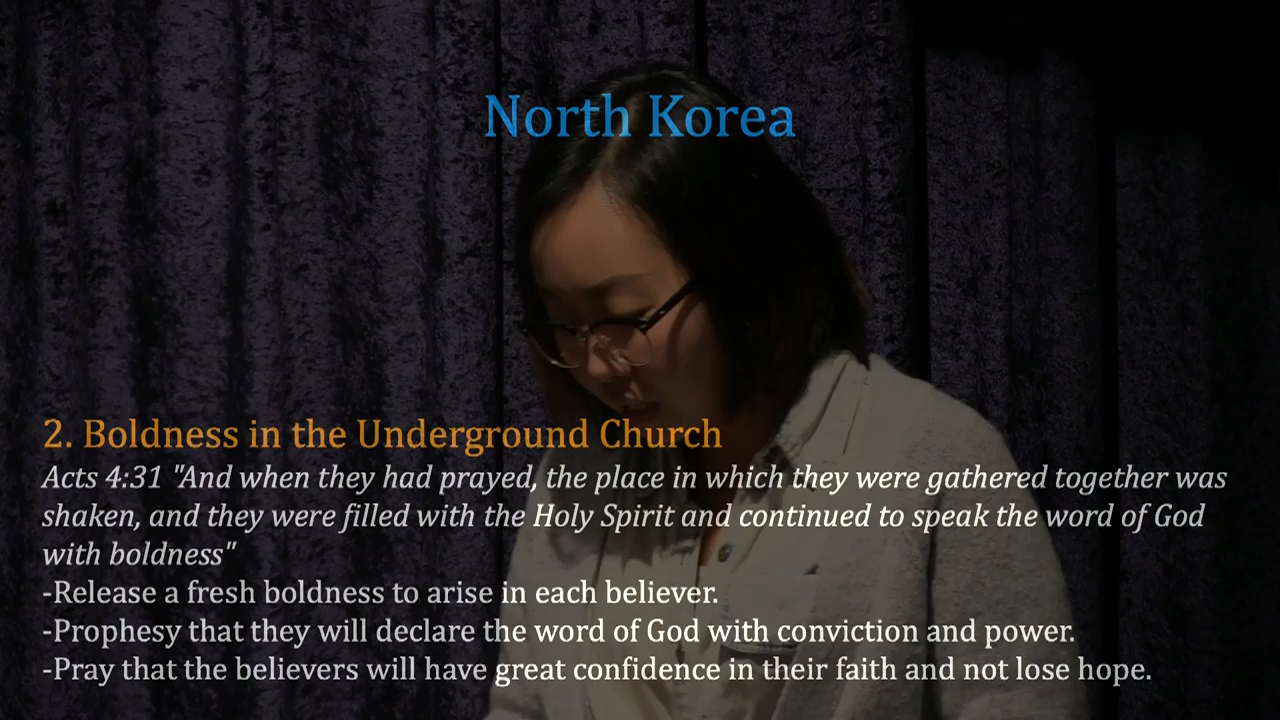 North Korea
2. Boldness in the Underground Church
Acts 4:31 "And when they had prayed, the place in which they were gathered together was
shaken, and they were filled with the Holy Spirit and continued to speak the word of God
with boldness"
-Release a fresh boldness to arise in each believer.
-Prophesy that they will declare the word of God with conviction and power.
-Pray that the believers will have great confidence in their faith and not lose hope.